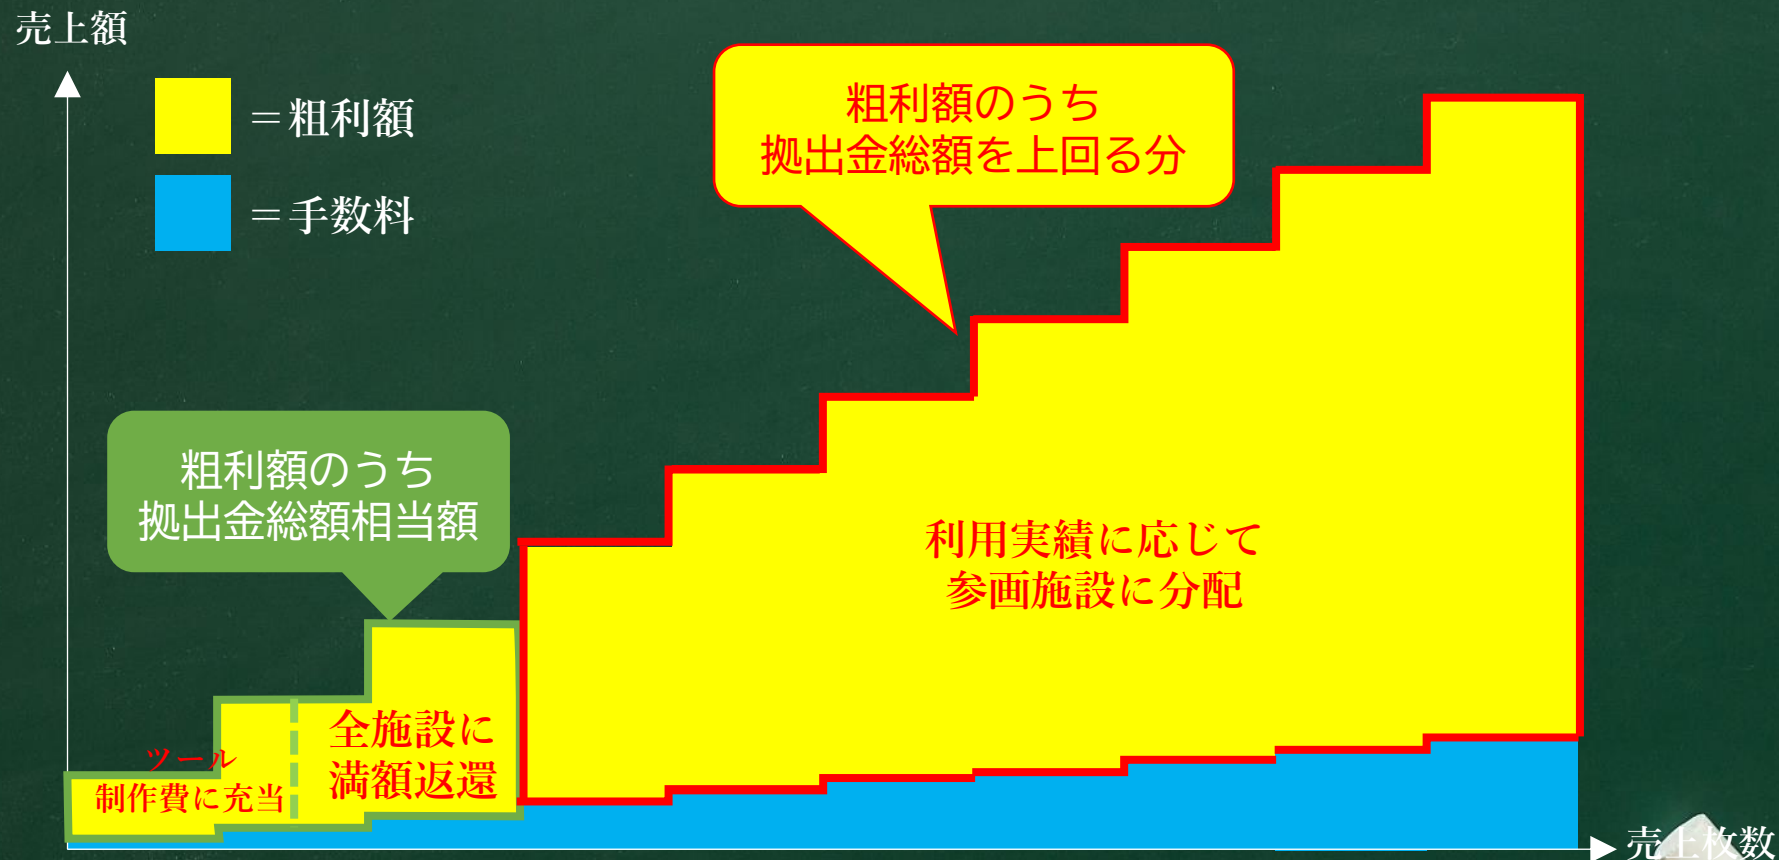 売上額
＝粗利額
＝手数料
粗利額のうち
拠出金総額を上回る分
粗利額のうち
拠出金総額相当額
利用実績に応じて
参画施設に分配
全施設に
満額返還
ツール
制作費に充当
売上枚数